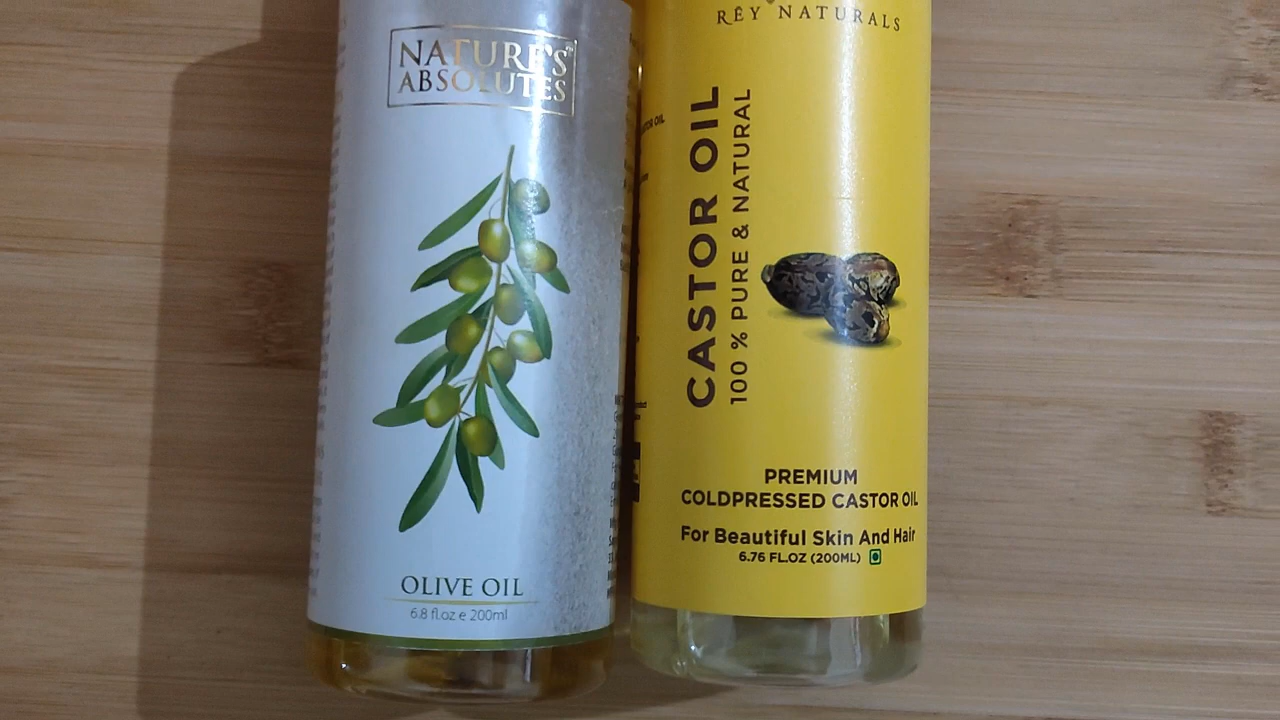 NATURE'S
ABSOLUTES
OLIVE OIL
6.8 fl.oz e 200ml
RĒY NATURALS
CASTOR OIL
100 % PURE & NATURAL
PREMIUM
COLDPRESSED CASTOR OIL
For Beautiful Skin And Hair
6.76 FL.OZ (200ML)